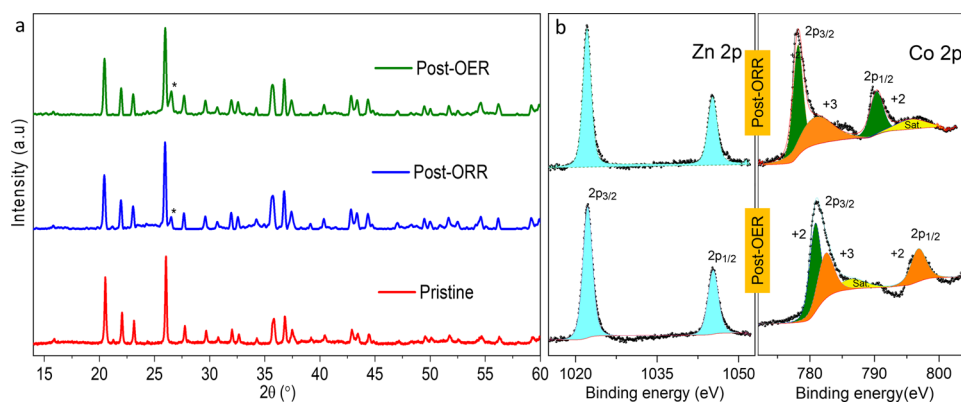 a
Post-OER
*
Post-ORR
*
Pristine
Intensity (a.u)
15 20 25 30 35 40 45 50 55 60
2θ (°)
b
Zn 2p
2p3/2
2p1/2
1020 1035 1050
Binding energy (eV)
Post-ORR
Post-OER
Co 2p
2p3/2
+3
2p1/2
+2
Sat.
2p3/2
+2
+3
Sat.
+2
2p1/2
780 790 800
Binding energy(eV)